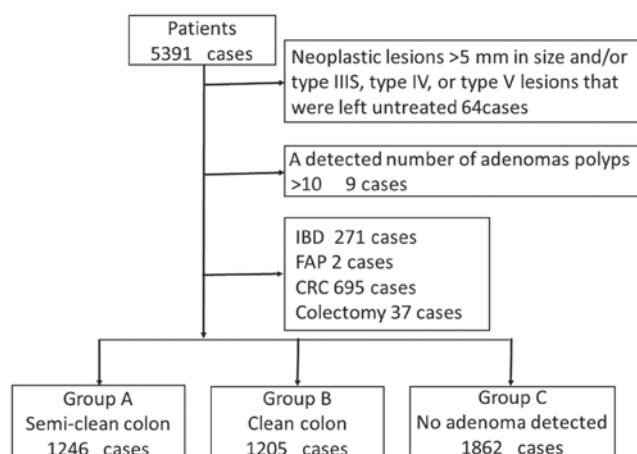 Patients
5391 cases
Neoplastic lesions >5 mm in size and/or
type IIIS, type IV, or type V lesions that
were left untreated 64cases
A detected number of adenomas polyps
>10 9 cases
IBD 271 cases
FAP 2 cases
CRC 695 cases
Colectomy 37 cases
Group A
Semi-clean colon
1246 cases
Group B
Clean colon
1205 cases
Group C
No adenoma detected
1862 cases